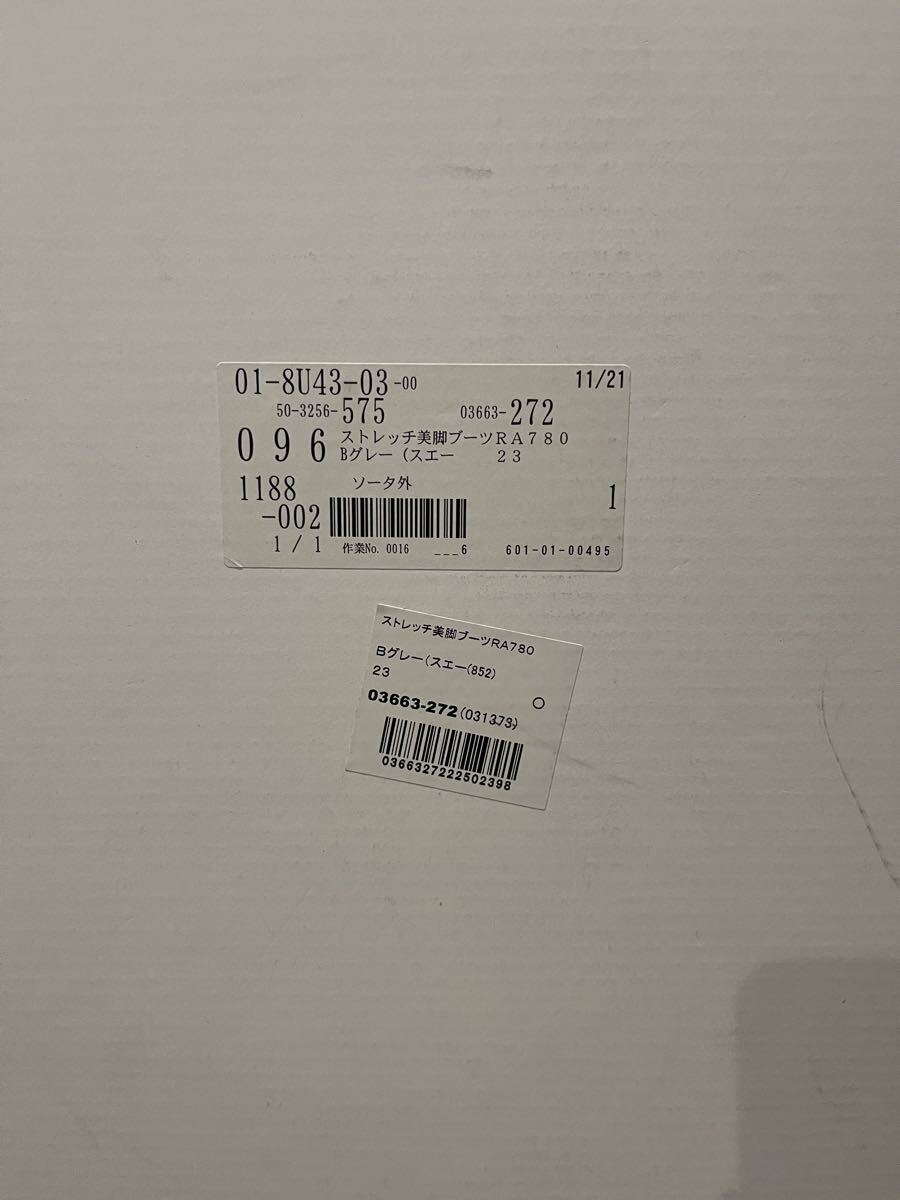 01-8U43-03-00 11/21
50-3256-575 03663-272
096 ストレッチ美脚ブーツRA780
Bグレー(スエー 23
1188 ソータ外
-002 1
1/1 作業No. 0016 ___6 601-01-00495
ストレッチ美脚ブーツRA780
Bグレー(スエー(852)
23
03663-272(031373)
0366327222502398